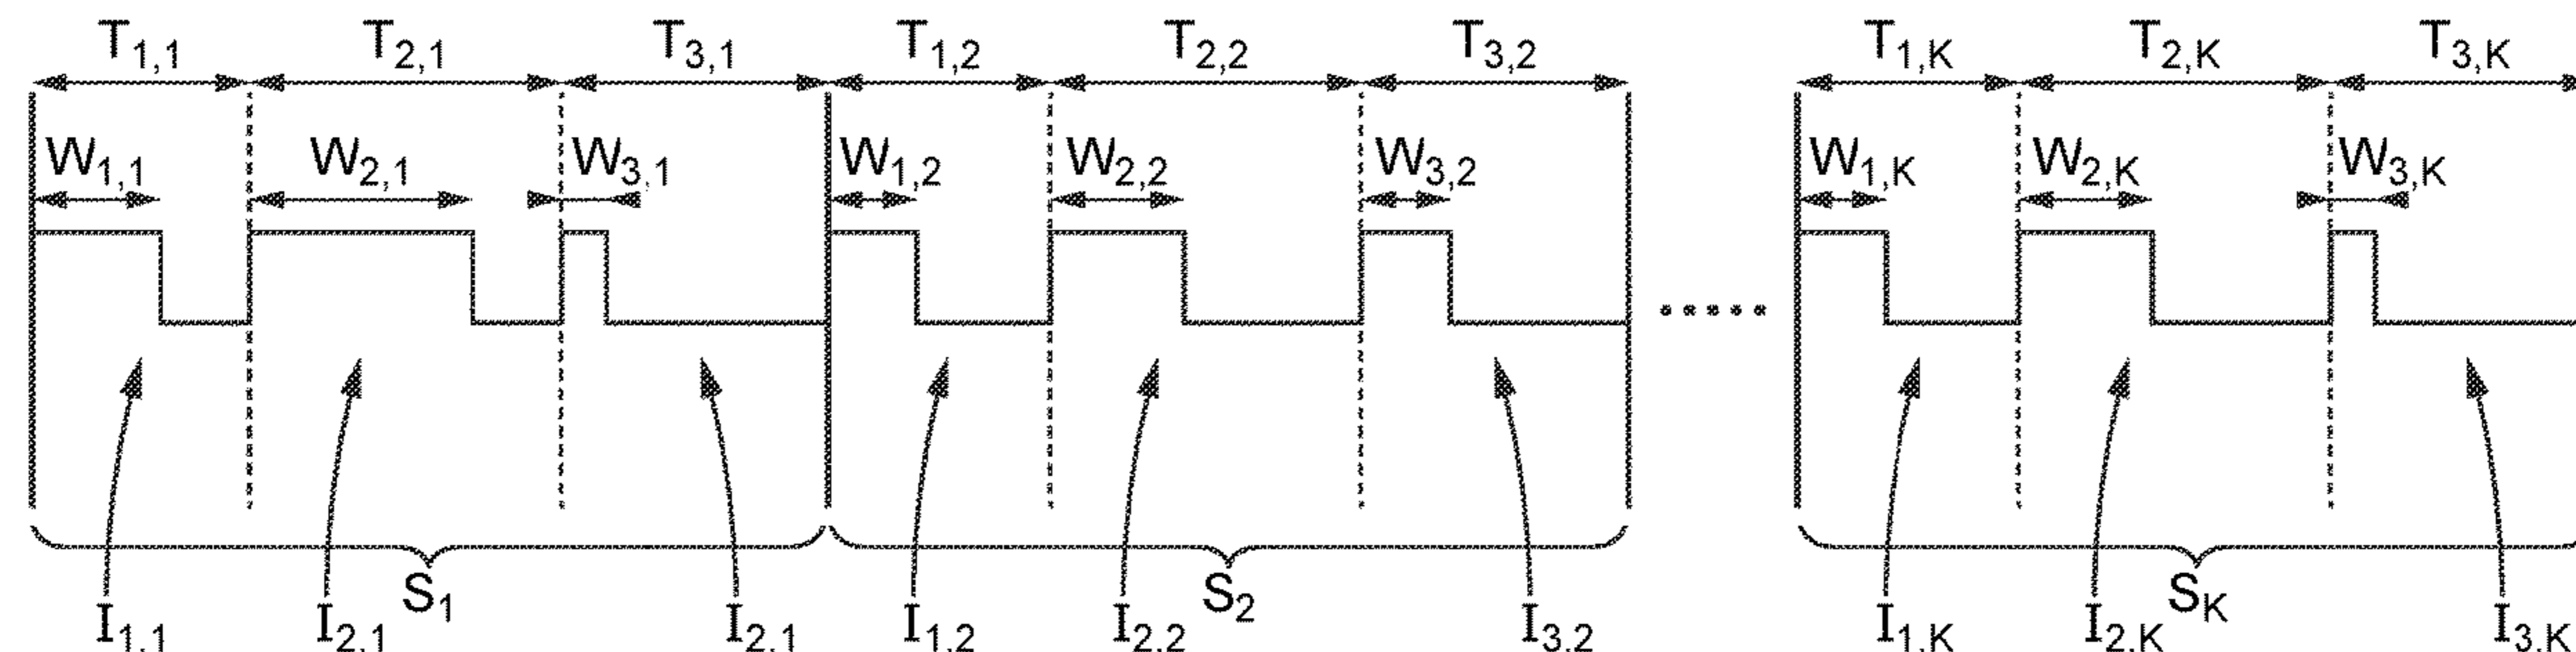 T1,1 T2,1 T3,1 T1,2 T2,2 T3,2 T1,K T2,K T3,K
W1,1 W2,1 W3,1 W1,2 W2,2 W3,2 W1,K W2,K W3,K
.....
S1 S2 SK
I1,1 I2,1 I2,1 I1,2 I2,2 I3,2 I1,K I2,K I3,K